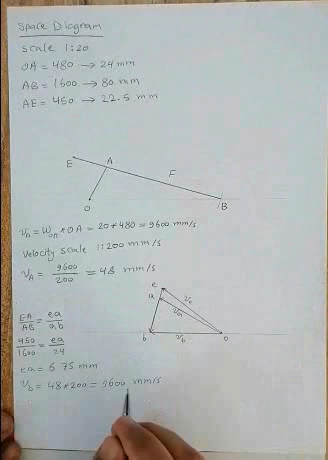 Space Diagram
Scale 1:20
OA = 480 → 24 mm
AB = 1600 → 80 mm
AE = 450 → 22.5 mm
E A F
O B
VA = WOA * OA = 20*480 = 9600 mm/s
Velocity scale 1:200 mm/s
VA = 9600/200 = 48 mm/s
EA/AB = ea/ab
450/1600 = ea/24
ea = 6 75 mm
Vb = 48*200 = 9600 mm/s
e
a Ve
Va
b Vb o